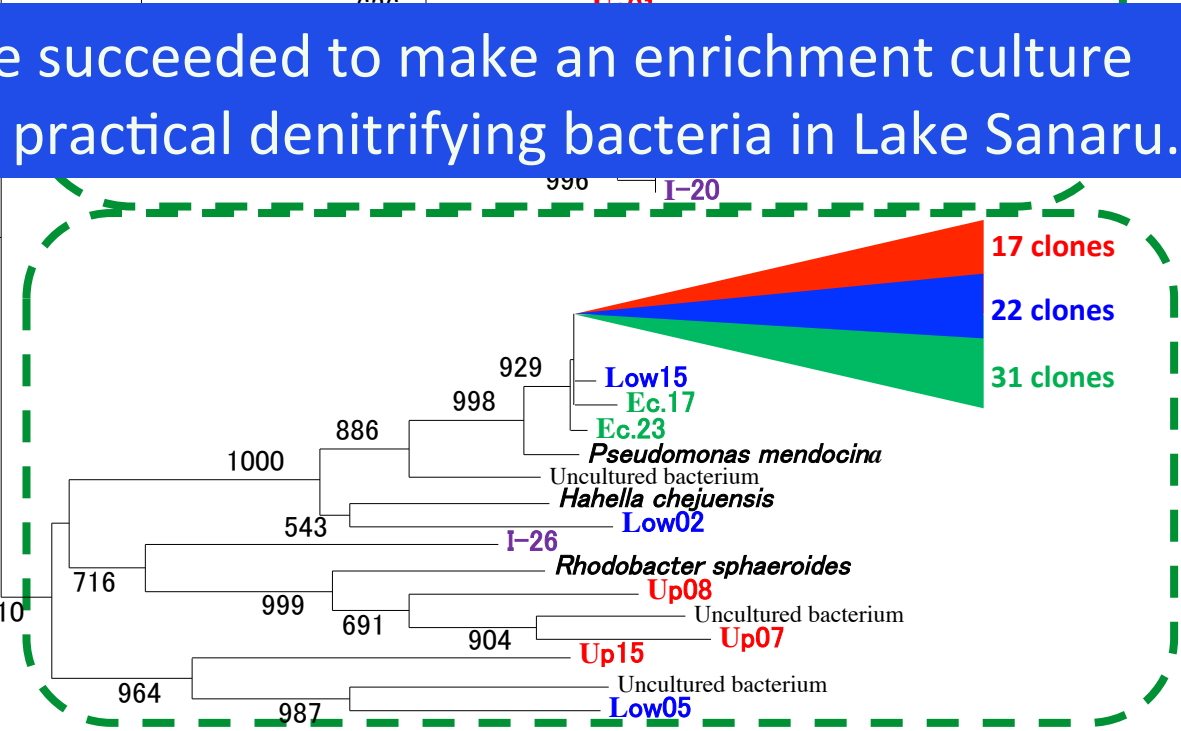 e succeeded to make an enrichment culture
practical denitrifying bacteria in Lake Sanaru.
996
I-20
17 clones
22 clones
31 clones
929
Low15
998
Ec.17
886
Ec.23
Pseudomonas mendocina
1000
Uncultured bacterium
Hahella chejuensis
543
Low02
I-26
Rhodobacter sphaeroides
716
Up08
999
Uncultured bacterium
691
904
Up07
Up15
964
Uncultured bacterium
987
Low05
10